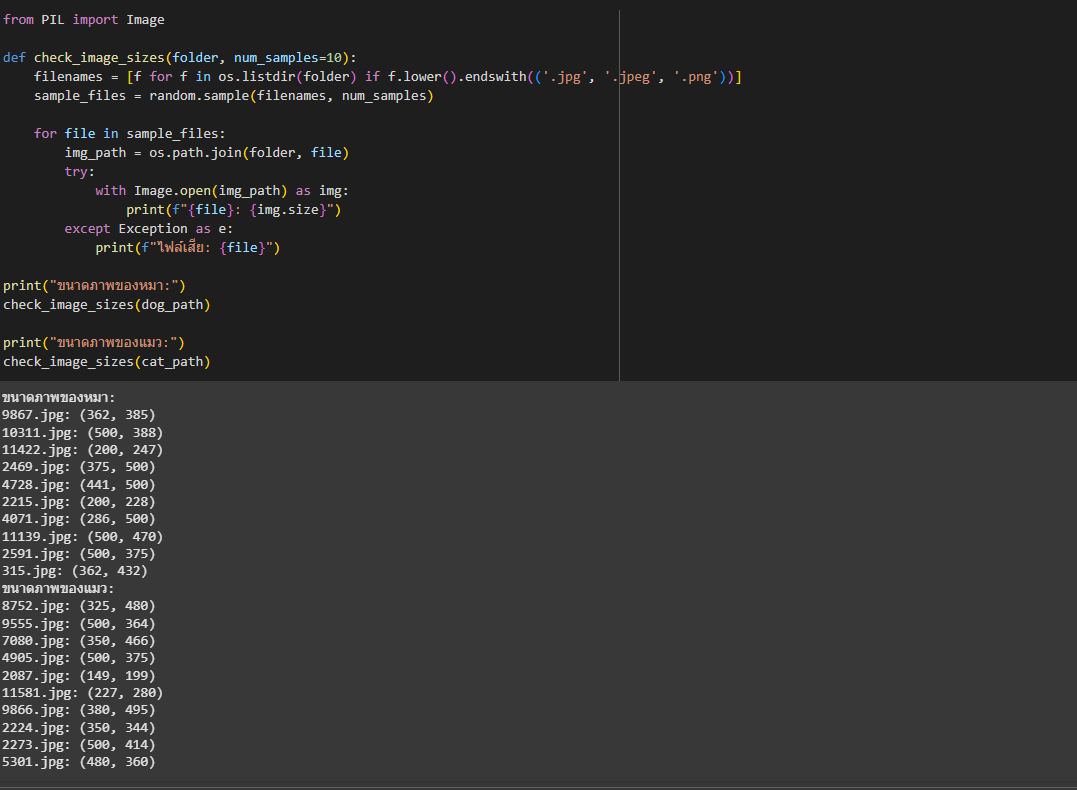 from PIL import Image
def check_image_sizes(folder, num_samples=10):
    filenames = [f for f in os.listdir(folder) if f.lower().endswith(('.jpg', '.jpeg', '.png'))]
    sample_files = random.sample(filenames, num_samples)
    for file in sample_files:
        img_path = os.path.join(folder, file)
        try:
            with Image.open(img_path) as img:
                print(f"{file}: {img.size}")
        except Exception as e:
            print(f"ไฟล์เสีย: {file}")
print("ขนาดภาพของหมา:")
check_image_sizes(dog_path)
print("ขนาดภาพของแมว:")
check_image_sizes(cat_path)
ขนาดภาพของหมา:
9867.jpg: (362, 385)
10311.jpg: (500, 388)
11422.jpg: (200, 247)
2469.jpg: (375, 500)
4728.jpg: (441, 500)
2215.jpg: (200, 228)
4071.jpg: (286, 500)
11139.jpg: (500, 470)
2591.jpg: (500, 375)
315.jpg: (362, 432)
ขนาดภาพของแมว:
8752.jpg: (325, 480)
9555.jpg: (500, 364)
7080.jpg: (350, 466)
4905.jpg: (500, 375)
2087.jpg: (149, 199)
11581.jpg: (227, 280)
9866.jpg: (380, 495)
2224.jpg: (350, 344)
2273.jpg: (500, 414)
5301.jpg: (480, 360)